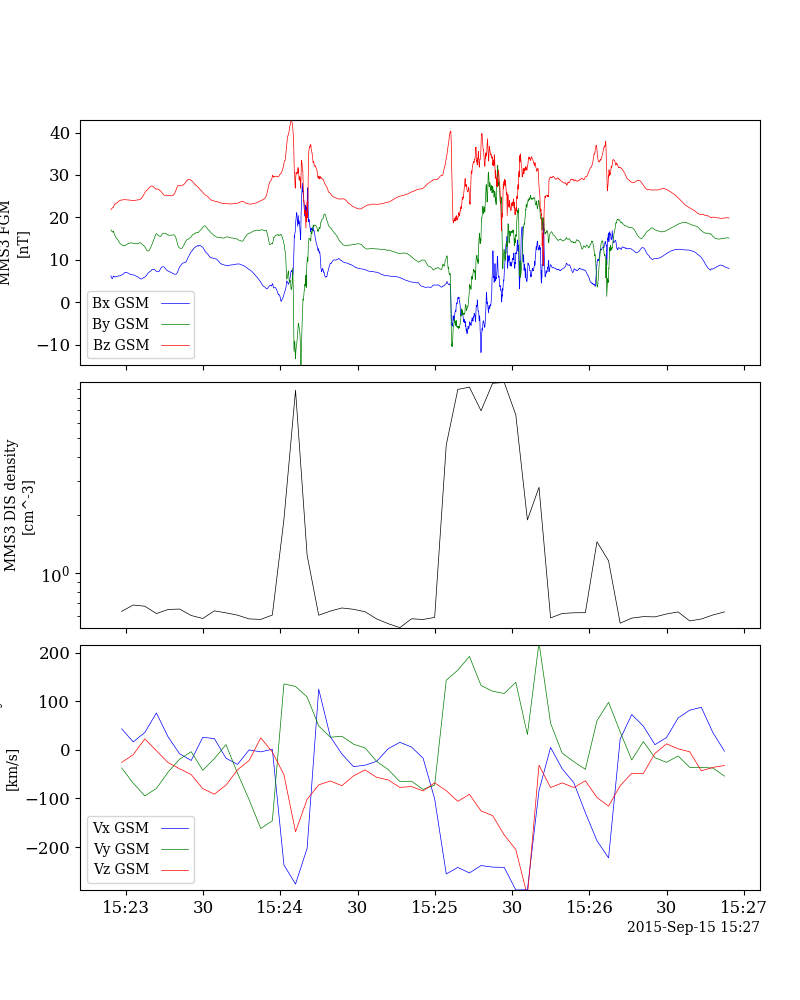 40
30
20
10
0
−10
MMS3 FGM
[nT]
Bx GSM
By GSM
Bz GSM
10^0
MMS3 DIS density
[cm^-3]
200
100
0
−100
−200
[km/s]
Vx GSM
Vy GSM
Vz GSM
15:23 30 15:24 30 15:25 30 15:26 30 15:27
2015-Sep-15 15:27